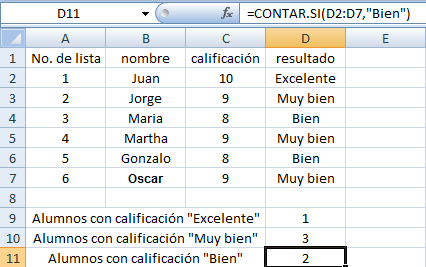 D11 fx =CONTAR.SI(D2:D7,"Bien")
A B C D E
1 No. de lista nombre calificación resultado
2 1 Juan 10 Excelente
3 2 Jorge 9 Muy bien
4 3 Maria 8 Bien
5 4 Martha 9 Muy bien
6 5 Gonzalo 8 Bien
7 6 Oscar 9 Muy bien
8
9 Alumnos con calificación "Excelente" 1
10 Alumnos con calificación "Muy bien" 3
11 Alumnos con calificación "Bien" 2